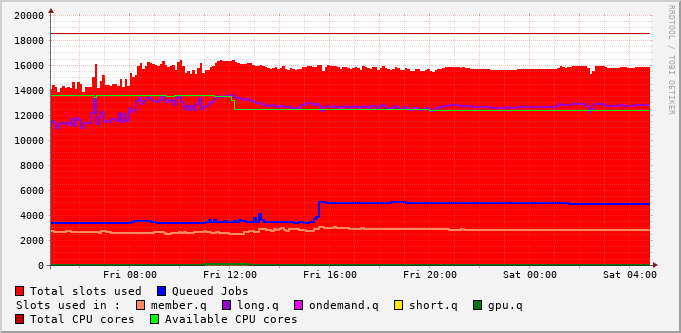 20000
18000
16000
14000
12000
10000
8000
6000
4000
2000
0
Fri 08:00 Fri 12:00 Fri 16:00 Fri 20:00 Sat 00:00 Sat 04:00
Total slots used Queued Jobs
Slots used in : member.q long.q ondemand.q short.q gpu.q
Total CPU cores Available CPU cores
RRDTOOL / TOBI OETIKER